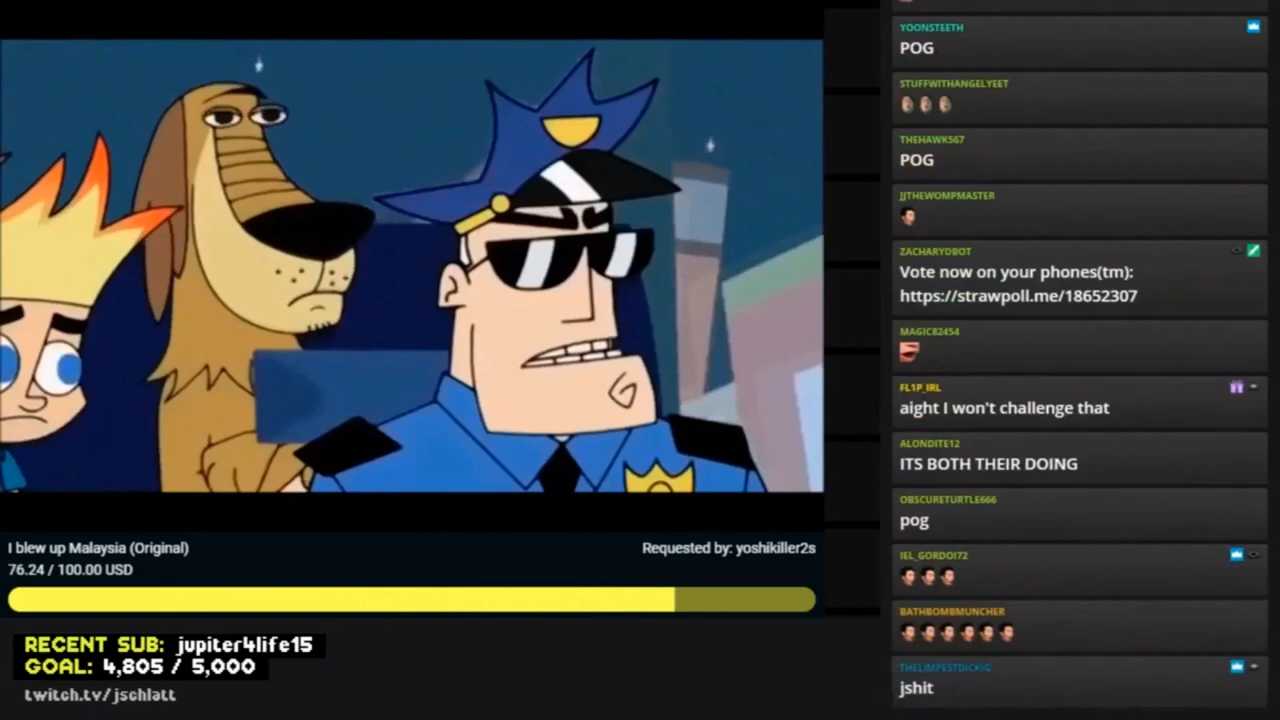 I blew up Malaysia (Original)
Requested by: yoshikiller2s
76.24 / 100.00 USD
RECENT SUB: jupiter4life15
GOAL: 4,805 / 5,000
twitch.tv/jschlatt
YOONSTEETH
POG
STUFFWITHANGELYEET
THEHAWK567
POG
JJTHEWOMPMASTER
ZACHARYDBOT
Vote now on your phones(tm):
https://strawpoll.me/18652307
MAGIC82454
FL1P_IRL
aight I won't challenge that
ALONDITE12
ITS BOTH THEIR DOING
OBSCURETURTLE666
pog
IEL_GORDOI72
BATHBOMBMUNCHER
THELIMPESTDICKIG
jshit